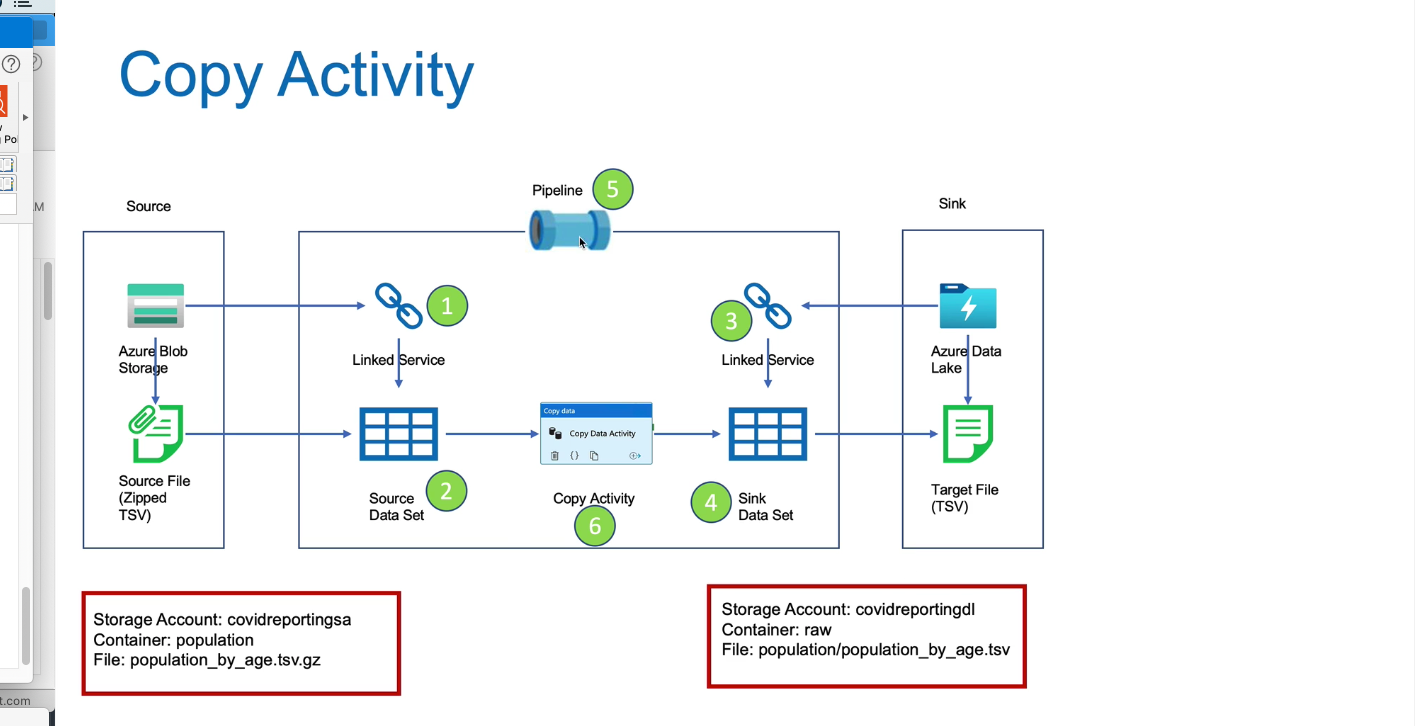 Copy Activity
Pipeline
5
Source
Sink
1
3
Azure Blob
Storage
Linked Service
Linked Service
Azure Data
Lake
Copy data
Copy Data Activity
Source File
(Zipped
TSV)
Source
Data Set
2
Copy Activity
6
4
Sink
Data Set
Target File
(TSV)
Storage Account: covidreportingsa
Container: population
File: population_by_age.tsv.gz
Storage Account: covidreportingdl
Container: raw
File: population/population_by_age.tsv
t.com